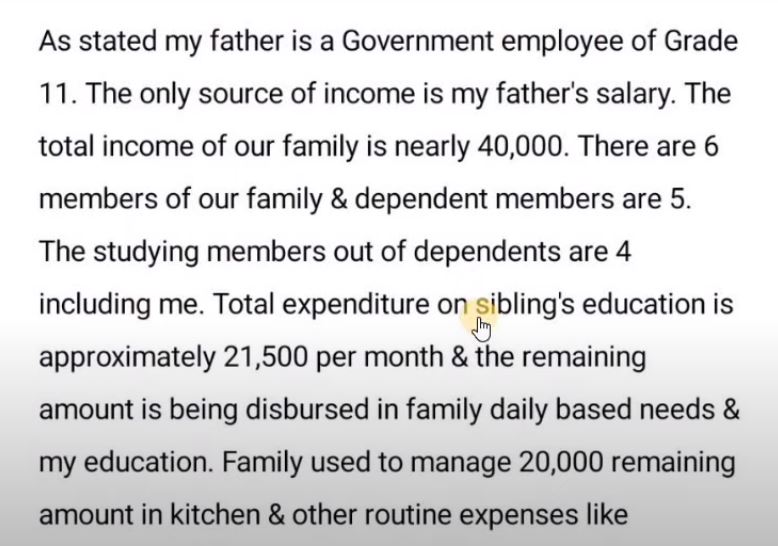 As stated my father is a Government employee of Grade
11. The only source of income is my father's salary. The
total income of our family is nearly 40,000. There are 6
members of our family & dependent members are 5.
The studying members out of dependents are 4
including me. Total expenditure on sibling's education is
approximately 21,500 per month & the remaining
amount is being disbursed in family daily based needs &
my education. Family used to manage 20,000 remaining
amount in kitchen & other routine expenses like